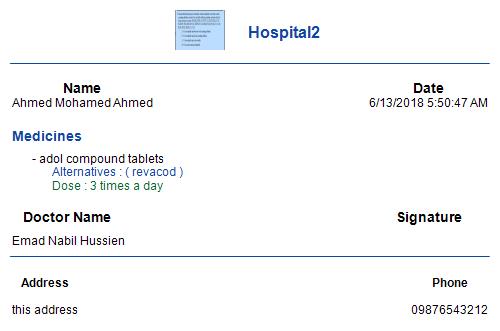 Hospital2
Name Date
Ahmed Mohamed Ahmed 6/13/2018 5:50:47 AM
Medicines
- adol compound tablets
Alternatives : ( revacod )
Dose : 3 times a day
Doctor Name Signature
Emad Nabil Hussien
Address Phone
this address 09876543212